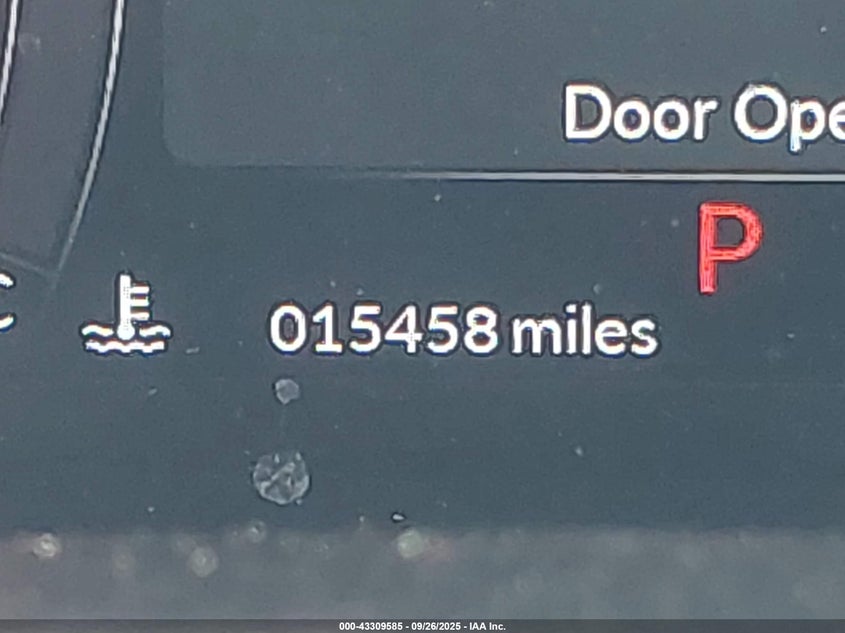 Door Ope
P
C
015458 miles
000-43309585 - 09/26/2025 - IAA Inc.